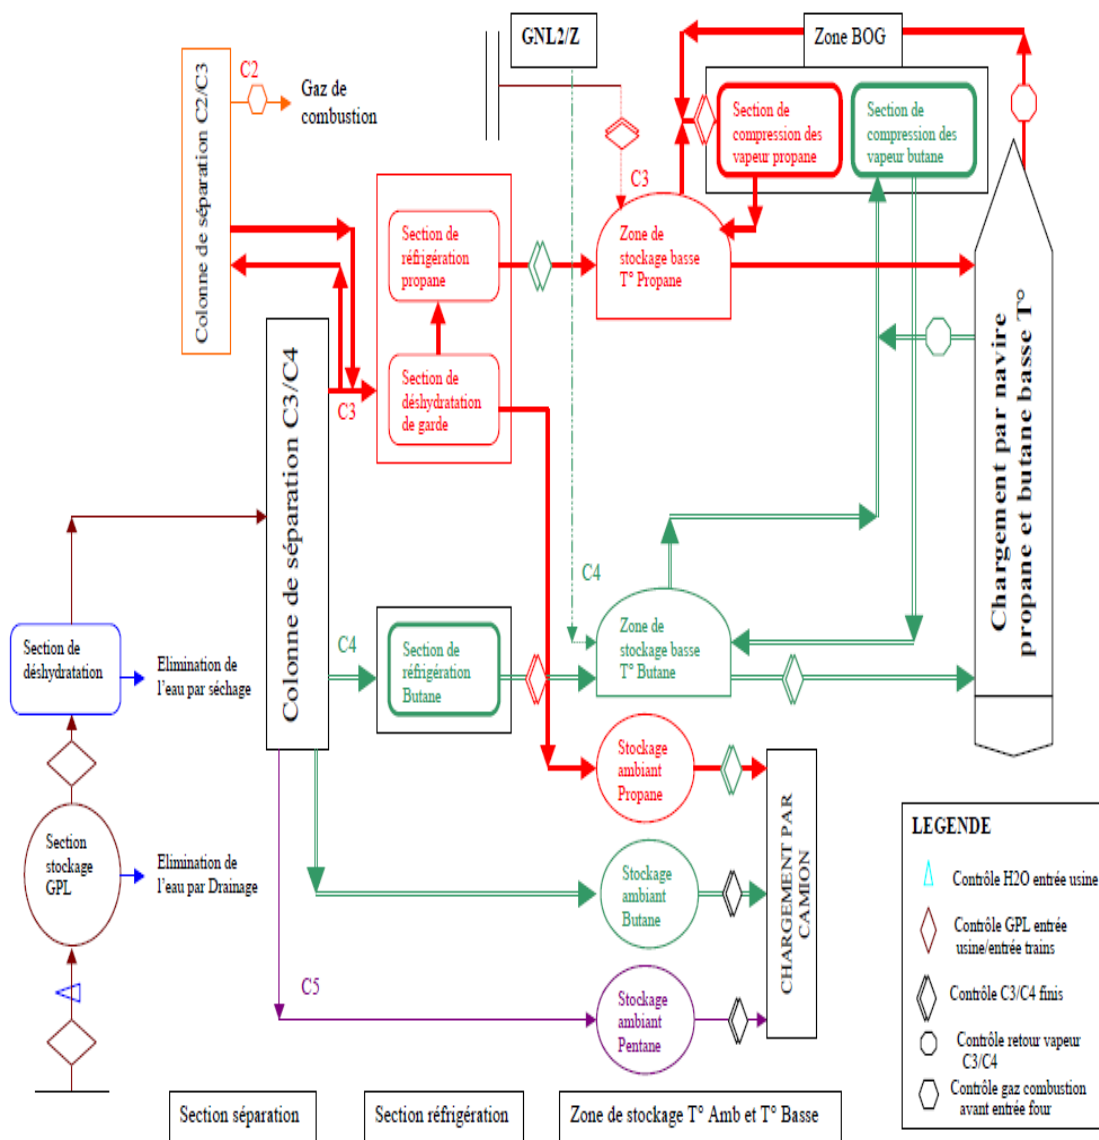 GNL2/Z
Zone BOG
Colonne de séparation C2/C3
C2
Gaz de
combustion
Section de
compression des
vapeur propane
Section de
compression des
vapeur butane
C3
Section de
réfrigération
propane
Zone de
stockage basse
T° Propane
Section de
déshydratation
de garde
C3
Colonne de séparation C3/C4
Chargement par navire
propane et butane basse T°
C4
Section de
déshydratation
Elimination de
l'eau par séchage
C4
Section de
réfrigération
Butane
Zone de
stockage basse
T° Butane
Stockage
ambiant
Propane
Section
stockage
GPL
Elimination de
l'eau par Drainage
Stockage
ambiant
Butane
CHARGEMENT PAR
CAMION
C5
Stockage
ambiant
Pentane
LEGENDE
Contrôle H2O entrée usine
Contrôle GPL entrée
usine/entrée trains
Contrôle C3/C4 finis
Contrôle retour vapeur
C3/C4
Contrôle gaz combustion
avant entrée four
Section séparation
Section réfrigération
Zone de stockage T° Amb et T° Basse